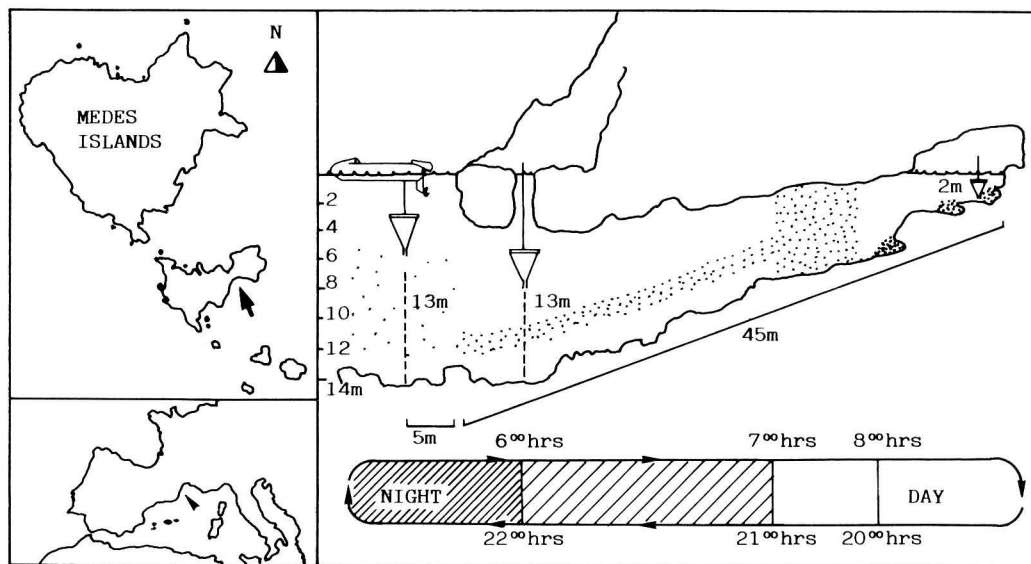 N
MEDES
ISLANDS
2
4
6
8
10
12
14m
13m
13m
2m
45m
5m
6⁰⁰hrs
7⁰⁰hrs
8⁰⁰hrs
NIGHT
DAY
22⁰⁰hrs
21⁰⁰hrs
20⁰⁰hrs